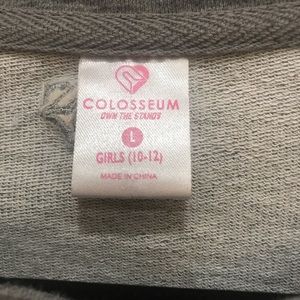 COLOSSEUM
OWN THE STANDS
L
GIRLS (10-12)
MADE IN CHINA